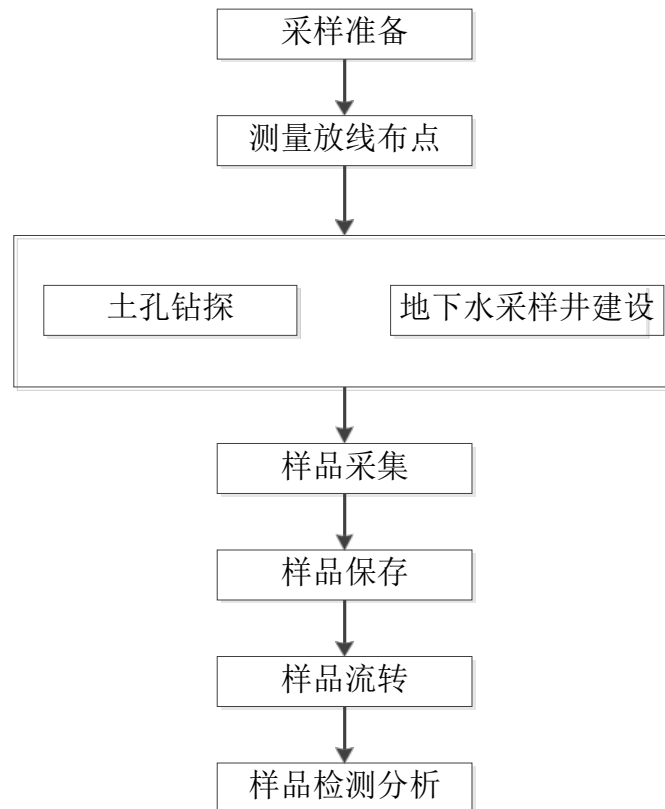 采样准备
测量放线布点
土孔钻探
地下水采样井建设
样品采集
样品保存
样品流转
样品检测分析